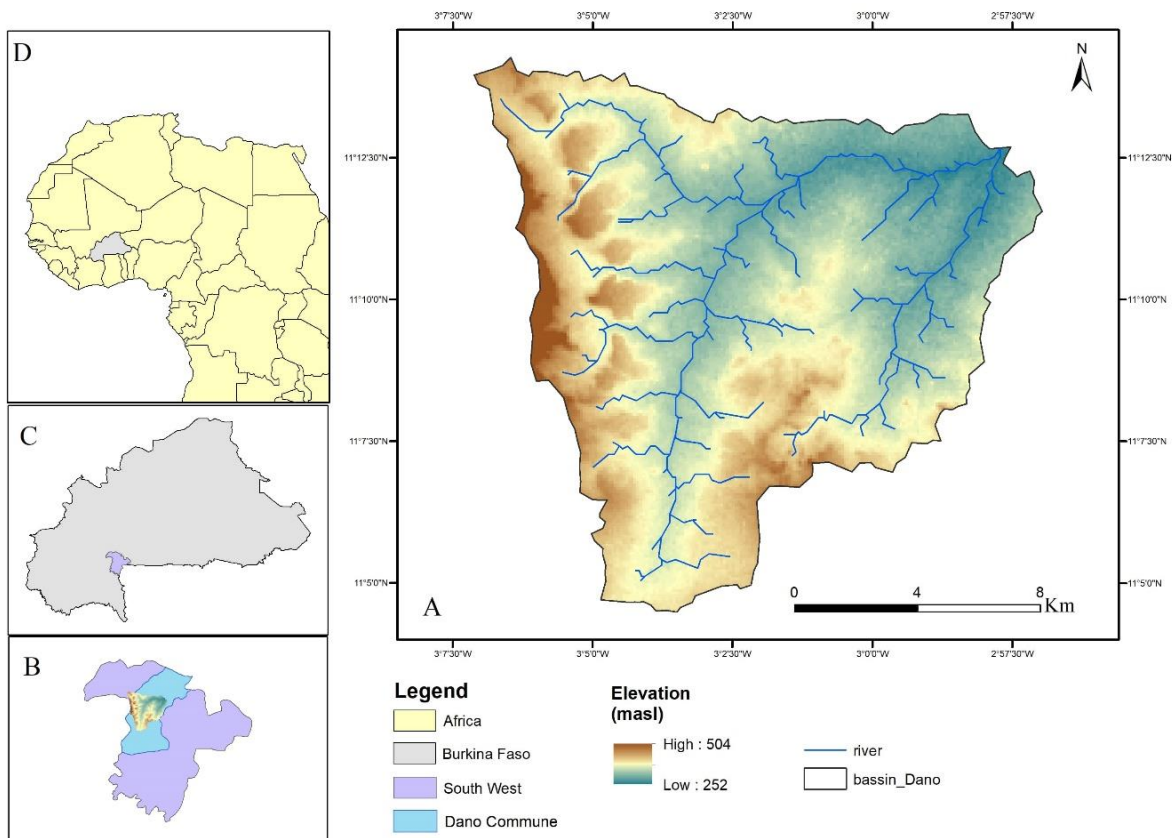 D
C
B
3°7'30"W 3°5'0"W 3°2'30"W 3°0'0"W 2°57'30"W
N
11°12'30"N 11°12'30"N
11°10'0"N 11°10'0"N
11°7'30"N 11°7'30"N
11°5'0"N 11°5'0"N
A
0 4 8
Km
3°7'30"W 3°5'0"W 3°2'30"W 3°0'0"W 2°57'30"W
Legend
Africa
Burkina Faso
South West
Dano Commune
Elevation
(masl)
High : 504
Low : 252
river
bassin_Dano